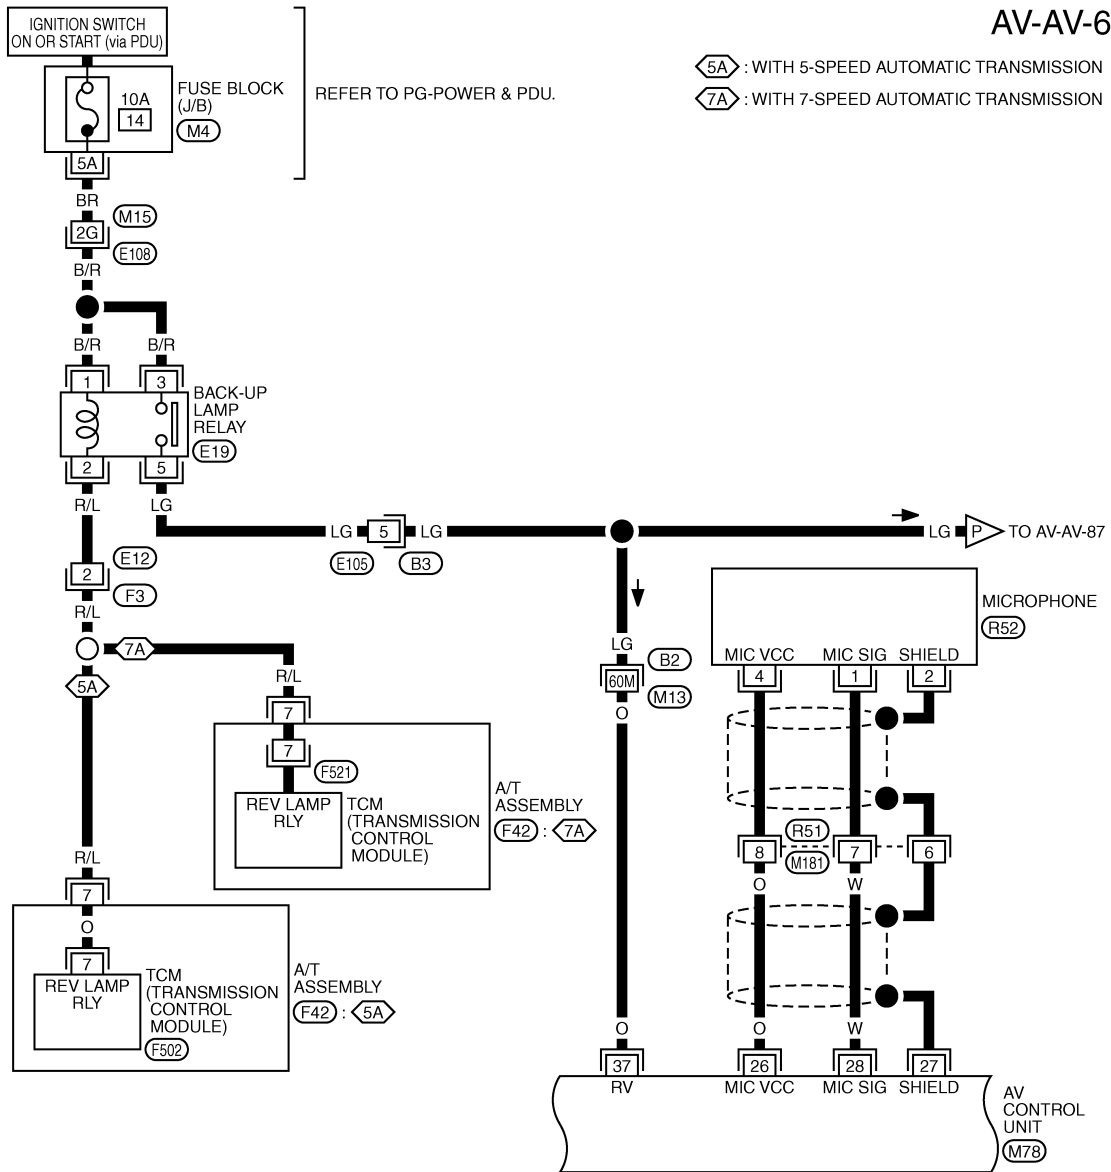 AV-AV-6
IGNITION SWITCH
ON OR START (via PDU)
5A : WITH 5-SPEED AUTOMATIC TRANSMISSION
7A : WITH 7-SPEED AUTOMATIC TRANSMISSION
10A
14
FUSE BLOCK
(J/B)
M4
REFER TO PG-POWER & PDU.
5A
BR
M15
2G
E108
B/R
B/R
B/R
1
3
BACK-UP
LAMP
RELAY
E19
2
5
R/L
LG
LG
5
LG
LG
P
TO AV-AV-87
E105
B3
E12
2
F3
R/L
7A
5A
R/L
7
7
F521
REV LAMP
RLY
TCM
(TRANSMISSION
CONTROL
MODULE)
A/T
ASSEMBLY
F42 : 7A
R/L
7
O
7
REV LAMP
RLY
TCM
(TRANSMISSION
CONTROL
MODULE)
F502
A/T
ASSEMBLY
F42 : 5A
LG
B2
60M
M13
O
O
37
RV
MICROPHONE
R52
MIC VCC
MIC SIG
SHIELD
4
1
2
R51
8
M181
7
6
O
W
O
W
26
28
27
MIC VCC
MIC SIG
SHIELD
AV
CONTROL
UNIT
M78